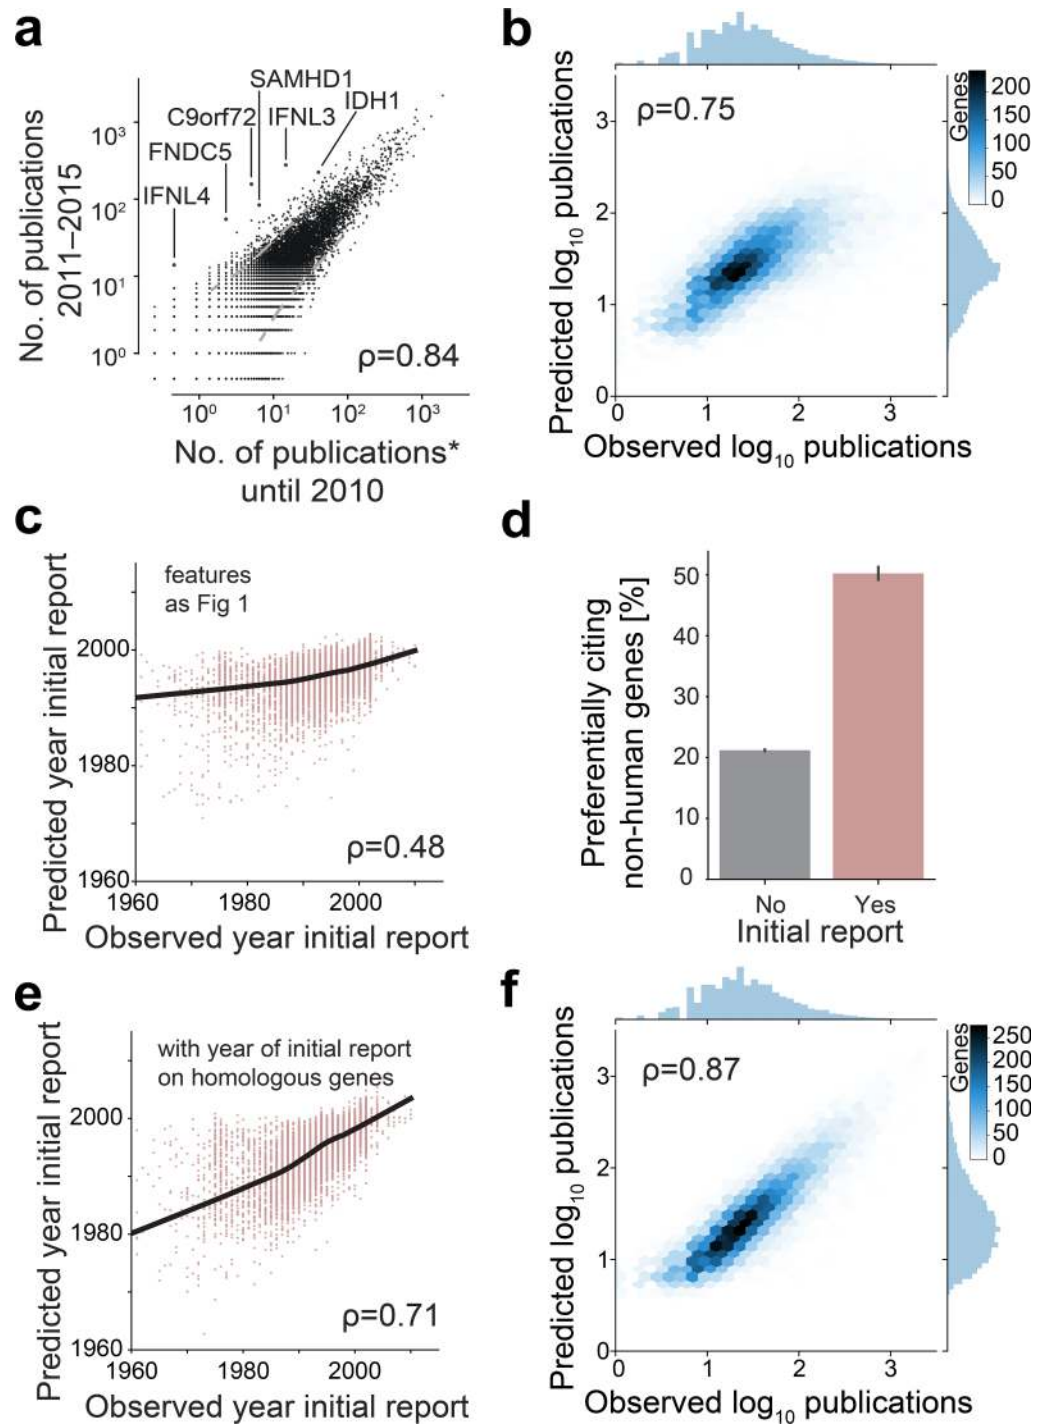 a
No. of publications
2011–2015
10³
10²
10¹
10⁰
SAMHD1
C9orf72
IFNL3
IDH1
FNDC5
IFNL4
ρ=0.84
10⁰ 10¹ 10² 10³
No. of publications*
until 2010
b
Predicted log₁₀ publications
3
2
1
0
ρ=0.75
Genes
200
150
100
50
0
0 1 2 3
Observed log₁₀ publications
c
Predicted year initial report
2000
1980
1960
features
as Fig 1
ρ=0.48
1960 1980 2000
Observed year initial report
d
Preferentially citing
non-human genes [%]
50
40
30
20
10
0
No Yes
Initial report
e
Predicted year initial report
2000
1980
1960
with year of initial report
on homologous genes
ρ=0.71
1960 1980 2000
Observed year initial report
f
Predicted log₁₀ publications
3
2
1
0
ρ=0.87
Genes
250
200
150
100
50
0
0 1 2 3
Observed log₁₀ publications